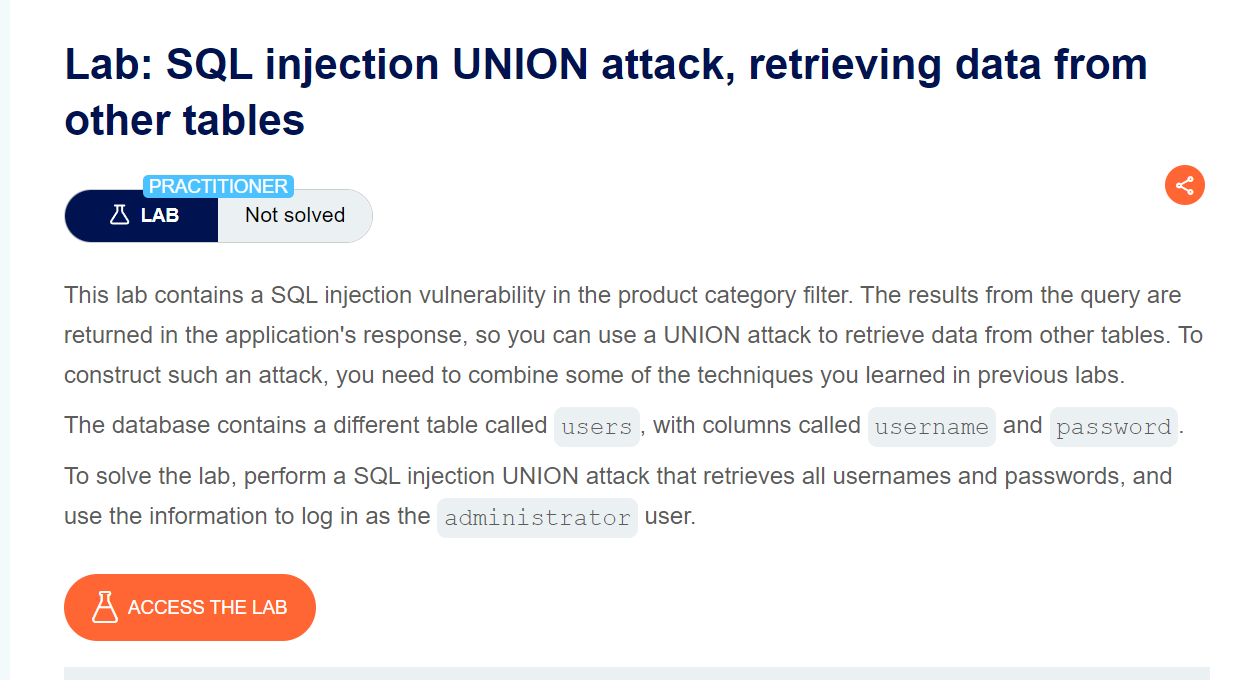 Lab: SQL injection UNION attack, retrieving data from
other tables
PRACTITIONER
LAB
Not solved
This lab contains a SQL injection vulnerability in the product category filter. The results from the query are
returned in the application's response, so you can use a UNION attack to retrieve data from other tables. To
construct such an attack, you need to combine some of the techniques you learned in previous labs.
The database contains a different table called users, with columns called username and password.
To solve the lab, perform a SQL injection UNION attack that retrieves all usernames and passwords, and
use the information to log in as the administrator user.
ACCESS THE LAB